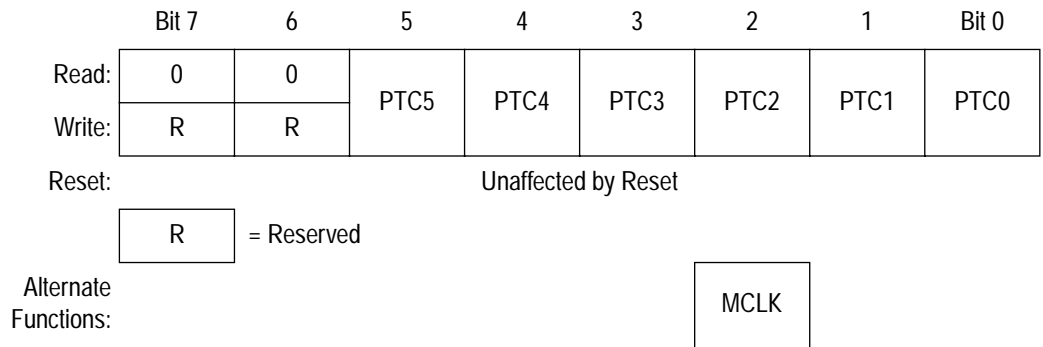 Bit 7 6 5 4 3 2 1 Bit 0
Read: 0 0 PTC5 PTC4 PTC3 PTC2 PTC1 PTC0
Write: R R
Reset: Unaffected by Reset
R = Reserved
Alternate
Functions: MCLK